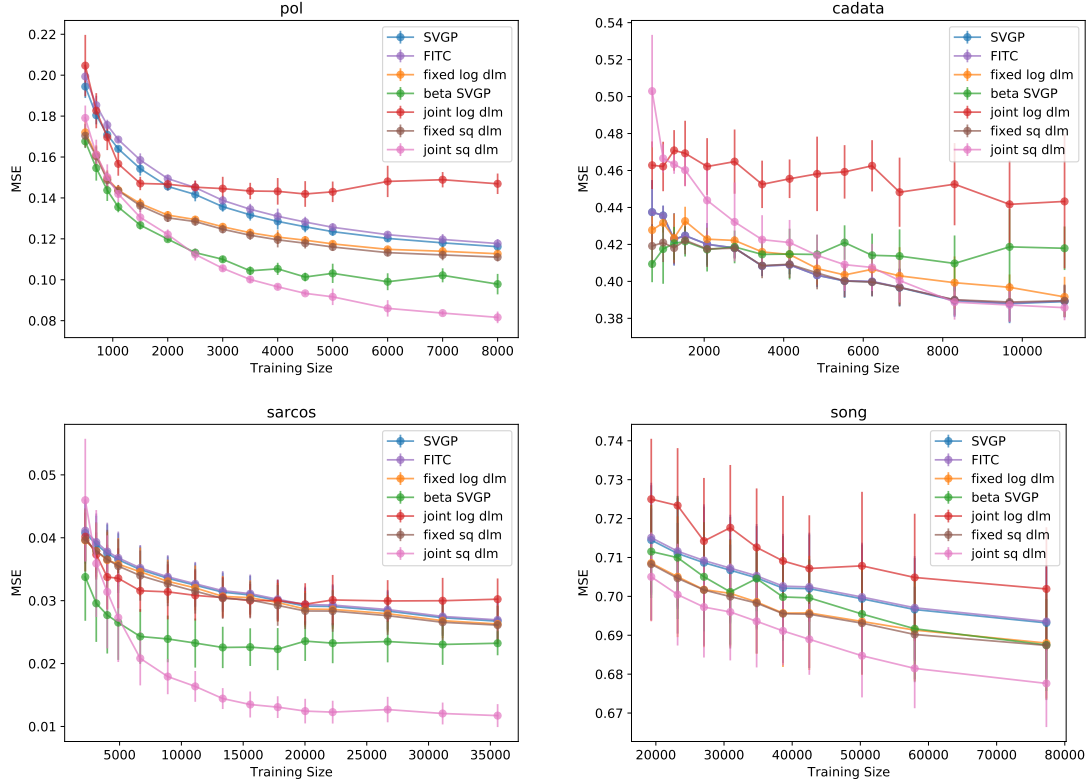 pol
MSE
0.22
0.20
0.18
0.16
0.14
0.12
0.10
0.08
SVGP
FITC
fixed log dlm
beta SVGP
joint log dlm
fixed sq dlm
joint sq dlm
1000 2000 3000 4000 5000 6000 7000 8000
Training Size
cadata
MSE
0.54
0.52
0.50
0.48
0.46
0.44
0.42
0.40
0.38
SVGP
FITC
fixed log dlm
beta SVGP
joint log dlm
fixed sq dlm
joint sq dlm
2000 4000 6000 8000 10000
Training Size
sarcos
MSE
0.05
0.04
0.03
0.02
0.01
SVGP
FITC
fixed log dlm
beta SVGP
joint log dlm
fixed sq dlm
joint sq dlm
5000 10000 15000 20000 25000 30000 35000
Training Size
song
MSE
0.74
0.73
0.72
0.71
0.70
0.69
0.68
0.67
SVGP
FITC
fixed log dlm
beta SVGP
joint log dlm
fixed sq dlm
joint sq dlm
20000 30000 40000 50000 60000 70000 80000
Training Size